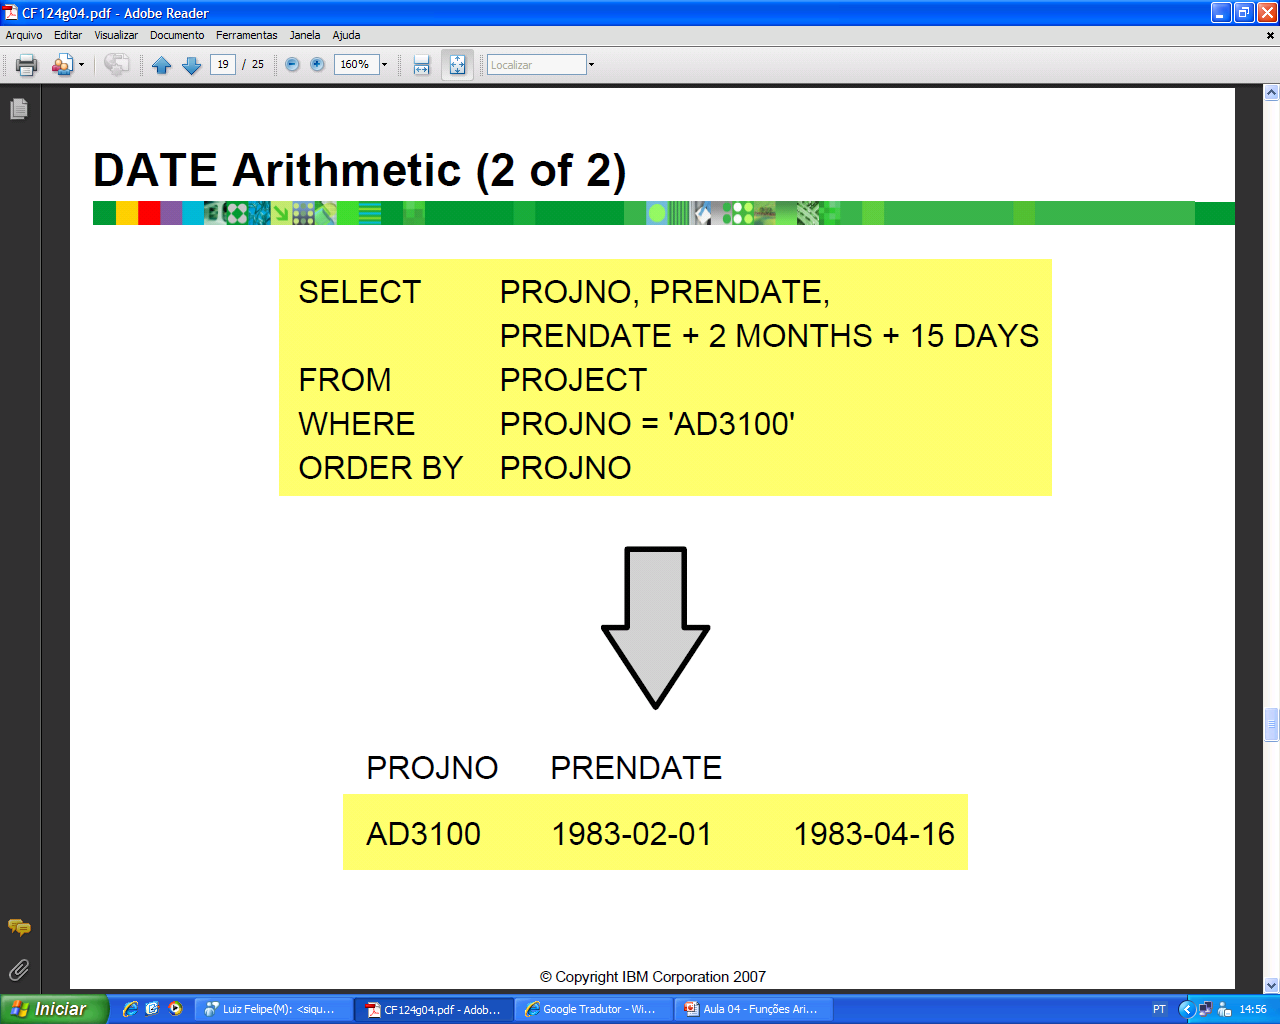 CF124g04.pdf - Adobe Reader
Arquivo Editar Visualizar Documento Ferramentas Janela Ajuda
19 / 25 160% Localizar
DATE Arithmetic (2 of 2)
SELECT PROJNO, PRENDATE,
PRENDATE + 2 MONTHS + 15 DAYS
FROM PROJECT
WHERE PROJNO = 'AD3100'
ORDER BY PROJNO
PROJNO PRENDATE
AD3100 1983-02-01 1983-04-16
© Copyright IBM Corporation 2007
Iniciar Luiz Felipe(M): <siqu... CF124g04.pdf - Adob... Google Tradutor - Wi... Aula 04 - Funções Ari... PT 14:56